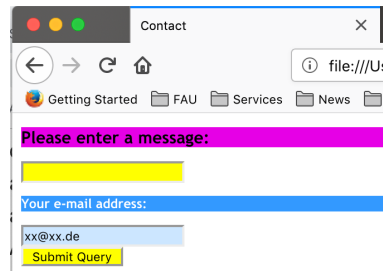 Contact
file:///Us
Getting Started FAU Services News
Please enter a message:
Your e-mail address:
xx@xx.de
Submit Query